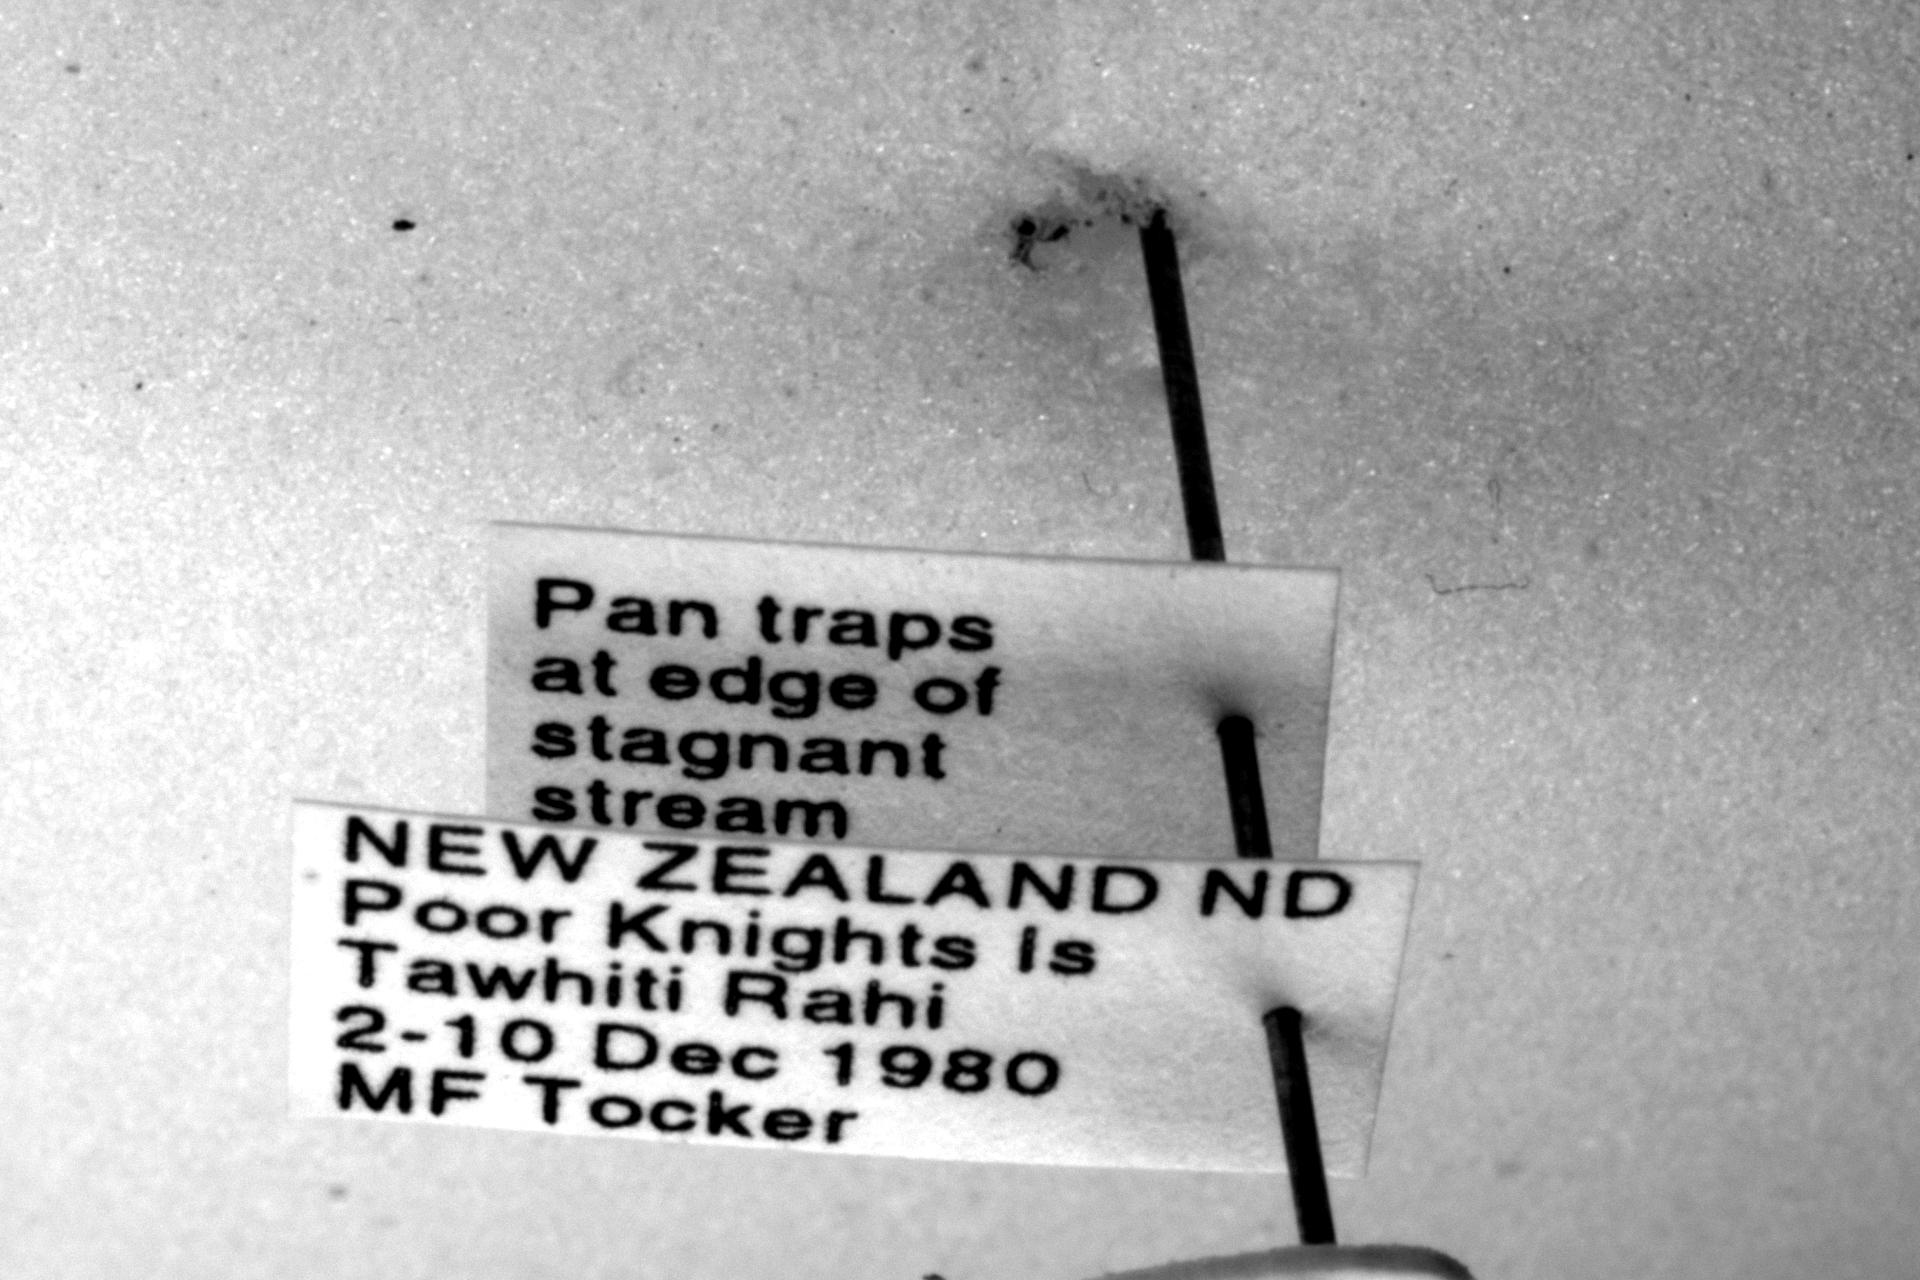 Pan traps
at edge of
stagnant
stream
NEW ZEALAND ND
Poor Knights Is
Tawhiti Rahi
2-10 Dec 1980
MF Tocker